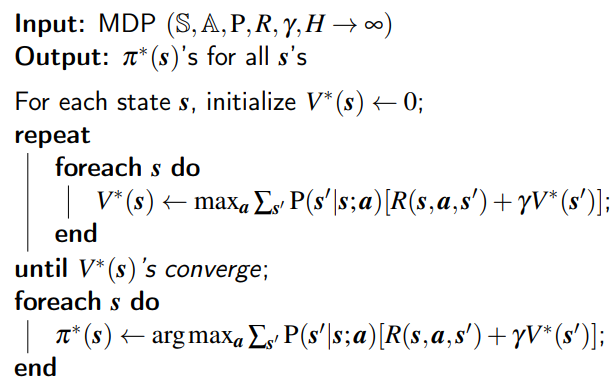 Input: MDP (𝕊, 𝔸, P, R, γ, H → ∞)
Output: π*(s)'s for all s's
For each state s, initialize V*(s) ← 0;
repeat
foreach s do
V*(s) ← max_a ∑_{s'} P(s'|s;a)[R(s,a,s') + γV*(s')];
end
until V*(s)'s converge;
foreach s do
π*(s) ← arg max_a ∑_{s'} P(s'|s;a)[R(s,a,s') + γV*(s')];
end